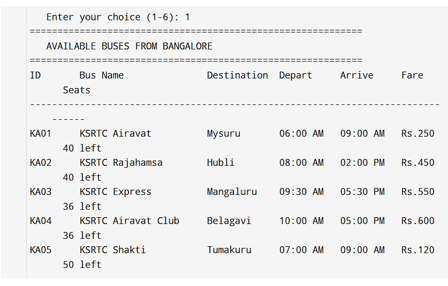 Enter your choice (1-6): 1
============================================================
AVAILABLE BUSES FROM BANGALORE
============================================================
ID Bus Name Destination Depart Arrive Fare
Seats
--------------------------------------------------------------------------
------
KA01 KSRTC Airavat Mysuru 06:00 AM 09:00 AM Rs.250
40 left
KA02 KSRTC Rajahamsa Hubli 08:00 AM 02:00 PM Rs.450
40 left
KA03 KSRTC Express Mangaluru 09:30 AM 05:30 PM Rs.550
36 left
KA04 KSRTC Airavat Club Belagavi 10:00 AM 05:00 PM Rs.600
36 left
KA05 KSRTC Shakti Tumakuru 07:00 AM 09:00 AM Rs.120
50 left